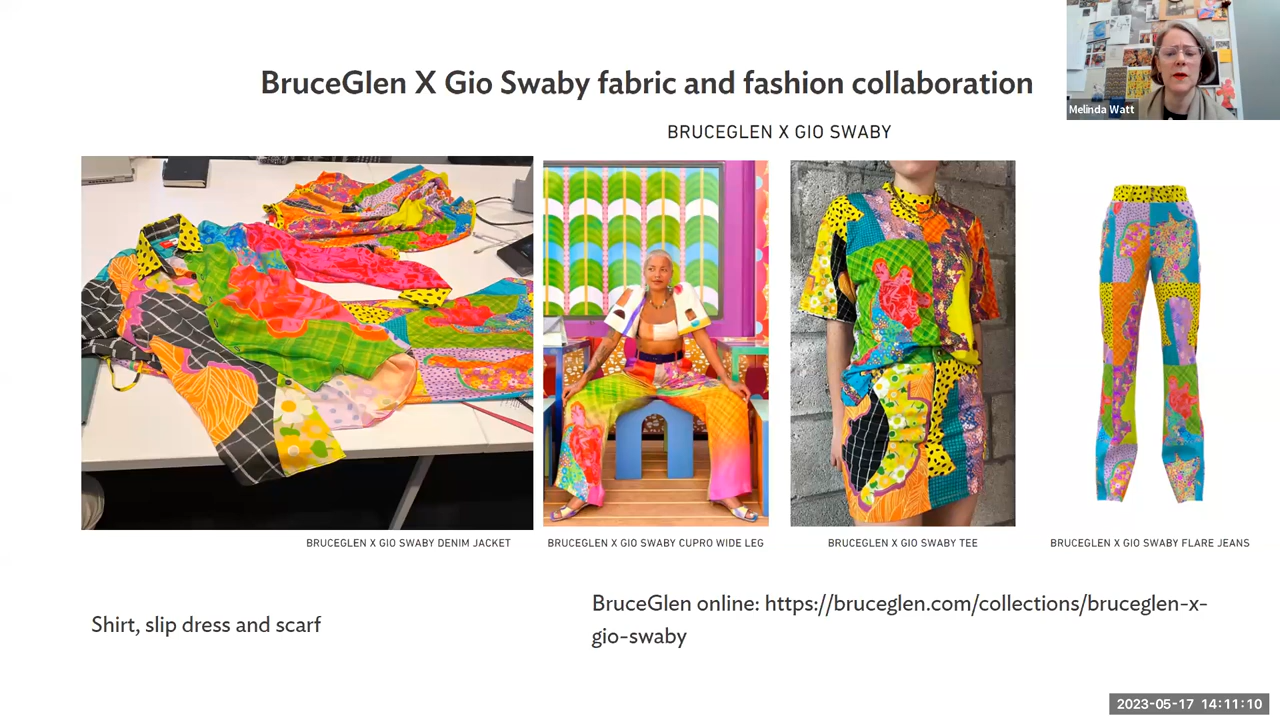 BruceGlen X Gio Swaby fabric and fashion collaboration
Melinda Watt
BRUCEGLEN X GIO SWABY
BRUCEGLEN X GIO SWABY DENIM JACKET
BRUCEGLEN X GIO SWABY CUPRO WIDE LEG
BRUCEGLEN X GIO SWABY TEE
BRUCEGLEN X GIO SWABY FLARE JEANS
Shirt, slip dress and scarf
BruceGlen online: https://bruceglen.com/collections/bruceglen-x-
gio-swaby
2023-05-17 14:11:10